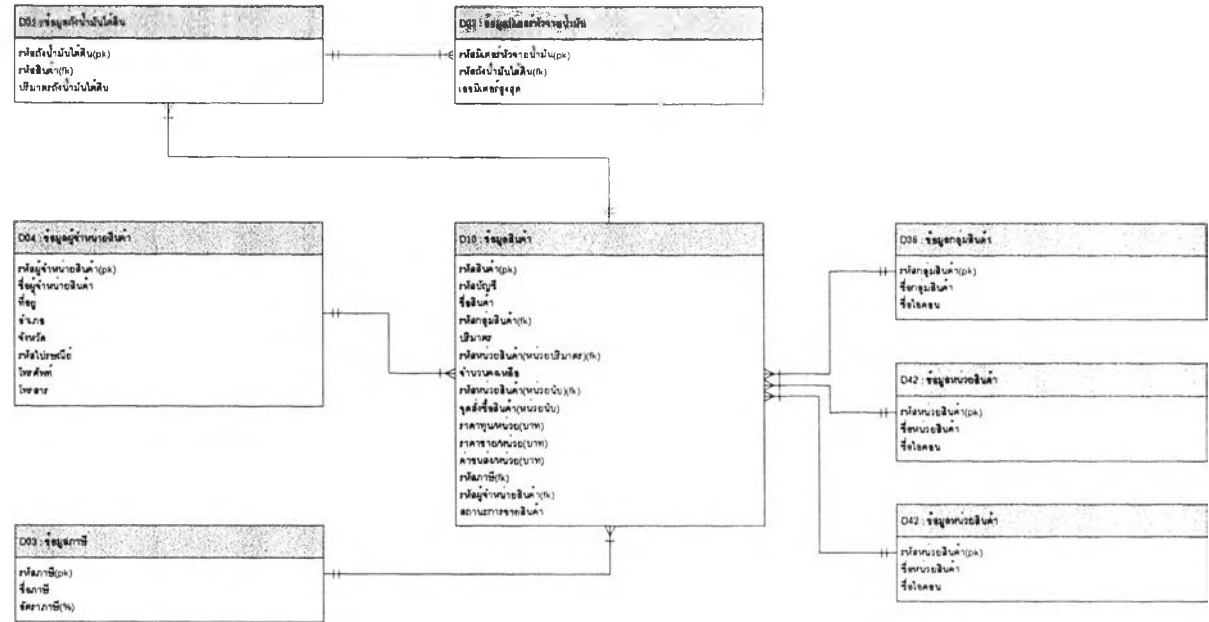 D01 : ข้อมูลถังน้ำมันใต้ดิน
รหัสถังน้ำมันใต้ดิน(pk)
รหัสสินค้า(fk)
ปริมาตรถังน้ำมันใต้ดิน
D02 : ข้อมูลมิเตอร์หัวจ่ายน้ำมัน
รหัสมิเตอร์หัวจ่ายน้ำมัน(pk)
รหัสถังน้ำมันใต้ดิน(fk)
เลขมิเตอร์สูงสุด
D04 : ข้อมูลผู้จำหน่ายสินค้า
รหัสผู้จำหน่ายสินค้า(pk)
ชื่อผู้จำหน่ายสินค้า
ที่อยู่
อำเภอ
จังหวัด
รหัสไปรษณีย์
โทรศัพท์
โทรสาร
D10 : ข้อมูลสินค้า
รหัสสินค้า(pk)
รหัสบัญชี
ชื่อสินค้า
รหัสกลุ่มสินค้า(fk)
ปริมาตร
รหัสหน่วยสินค้า(หน่วยปริมาตร)(fk)
จำนวนคงเหลือ
รหัสหน่วยสินค้า(หน่วยนับ)(fk)
จุดสั่งซื้อสินค้า(หน่วยนับ)
ราคาทุน/หน่วย(บาท)
ราคาขาย/หน่วย(บาท)
ค่าขนส่ง/หน่วย(บาท)
รหัสภาษี(fk)
รหัสผู้จำหน่ายสินค้า(fk)
สถานะการขายสินค้า
D36 : ข้อมูลกลุ่มสินค้า
รหัสกลุ่มสินค้า(pk)
ชื่อกลุ่มสินค้า
ชื่อไอคอน
D42 : ข้อมูลหน่วยสินค้า
รหัสหน่วยสินค้า(pk)
ชื่อหน่วยสินค้า
ชื่อไอคอน
D42 : ข้อมูลหน่วยสินค้า
รหัสหน่วยสินค้า(pk)
ชื่อหน่วยสินค้า
ชื่อไอคอน
D03 : ข้อมูลภาษี
รหัสภาษี(pk)
ชื่อภาษี
อัตราภาษี(%)